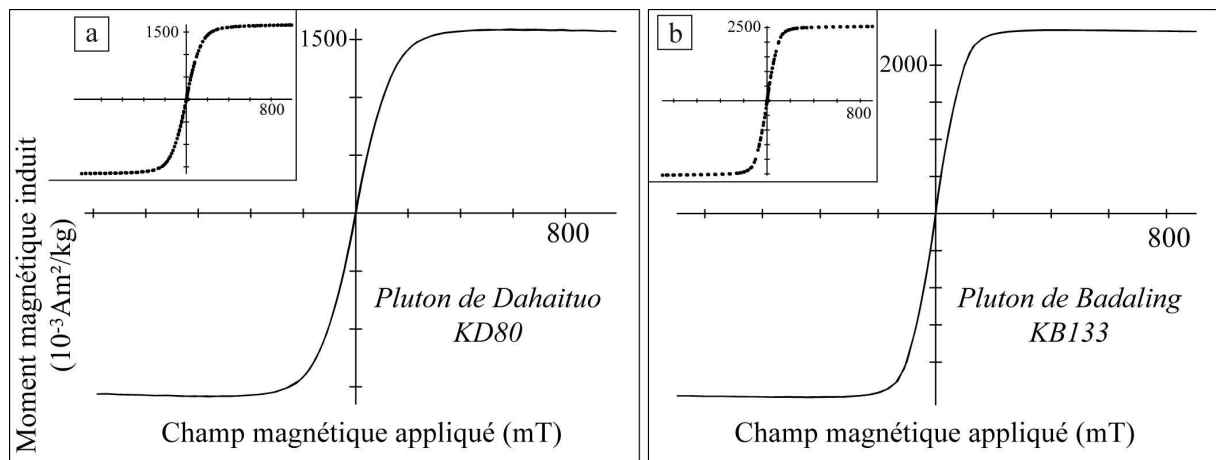 a
1500
800
1500
800
Pluton de Dahaituo
KD80
Moment magnétique induit
(10⁻³Am²/kg)
Champ magnétique appliqué (mT)
b
2500
800
2000
800
Pluton de Badaling
KB133
Champ magnétique appliqué (mT)